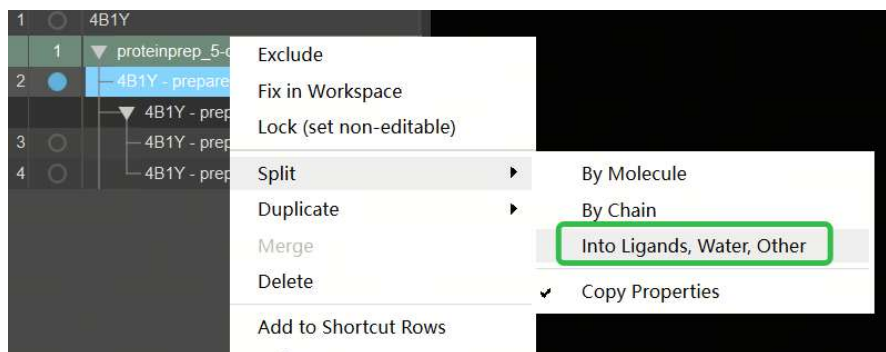 1 4B1Y
1 proteinprep_5-
2 4B1Y - prepare
4B1Y - prep
3 4B1Y - prep
4 4B1Y - prep
Exclude
Fix in Workspace
Lock (set non-editable)
Split
Duplicate
Merge
Delete
Add to Shortcut Rows
By Molecule
By Chain
Into Ligands, Water, Other
Copy Properties